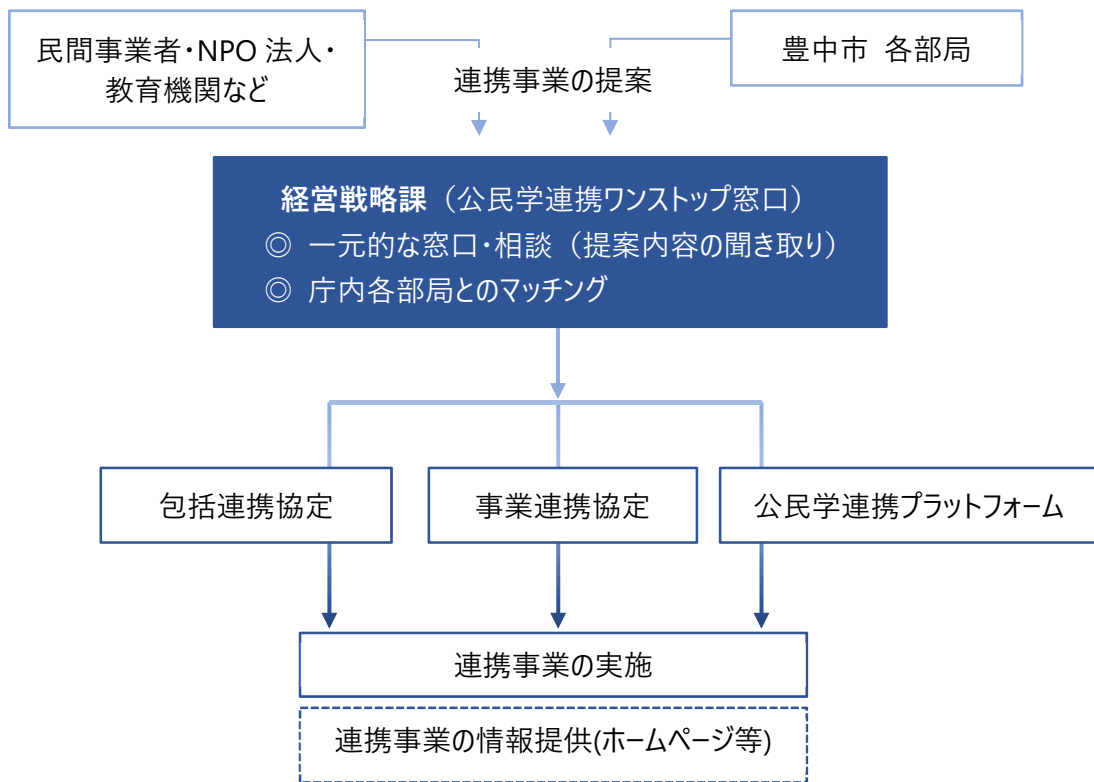 民間事業者・NPO 法人・
教育機関など
連携事業の提案
豊中市 各部局
経営戦略課（公民学連携ワンストップ窓口）
◎ 一元的な窓口・相談（提案内容の聞き取り）
◎ 庁内各部局とのマッチング
包括連携協定
事業連携協定
公民学連携プラットフォーム
連携事業の実施
連携事業の情報提供(ホームページ等)